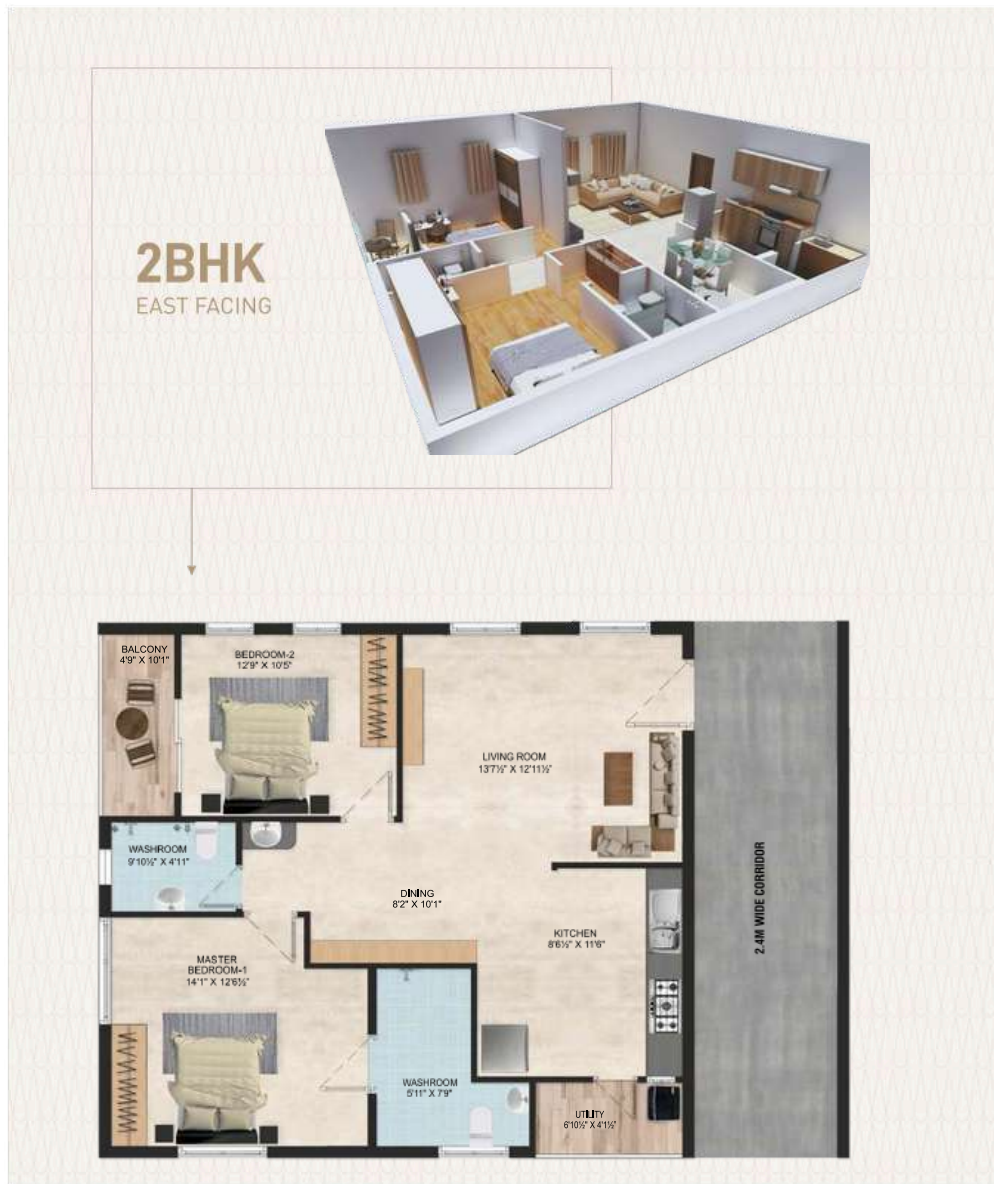 2BHK
EAST FACING
BALCONY
4'9" X 10'1"
BEDROOM-2
12'9" X 10'5"
LIVING ROOM
13'7½" X 12'11½"
WASHROOM
9'10½" X 4'11"
DINING
8'2" X 10'1"
KITCHEN
8'6½" X 11'6"
2.4M WIDE CORRIDOR
MASTER
BEDROOM-1
14'1" X 12'6½"
WASHROOM
5'11" X 7'9"
UTILITY
6'10½" X 4'1½"